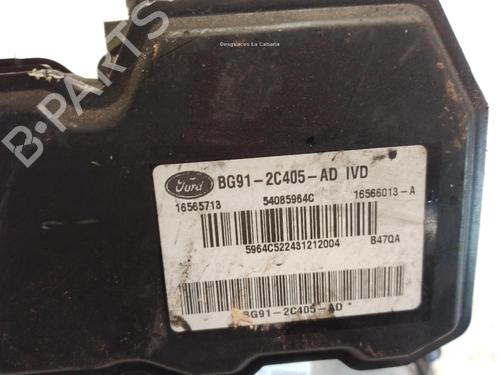 Desguaces La Cabaña
B-PARTS
Ford
BG91-2C405-AD IVD
16565713
54085964C
16566013-A
5964C522431212004
B47QA
BG91-2C405-AD